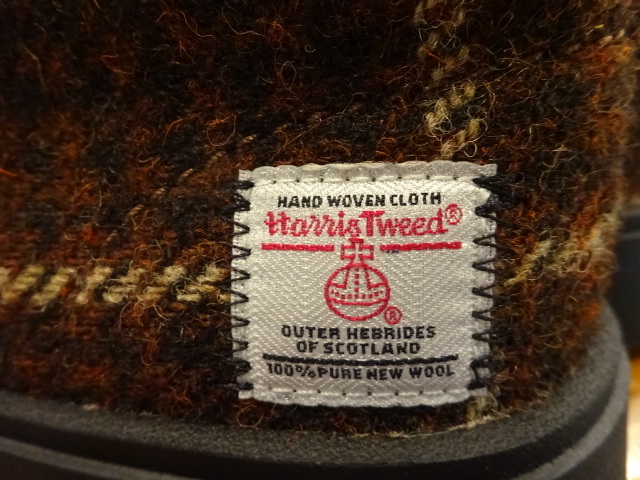 HAND WOVEN CLOTH
Harris Tweed®
®
OUTER HEBRIDES
OF SCOTLAND
100% PURE NEW WOOL